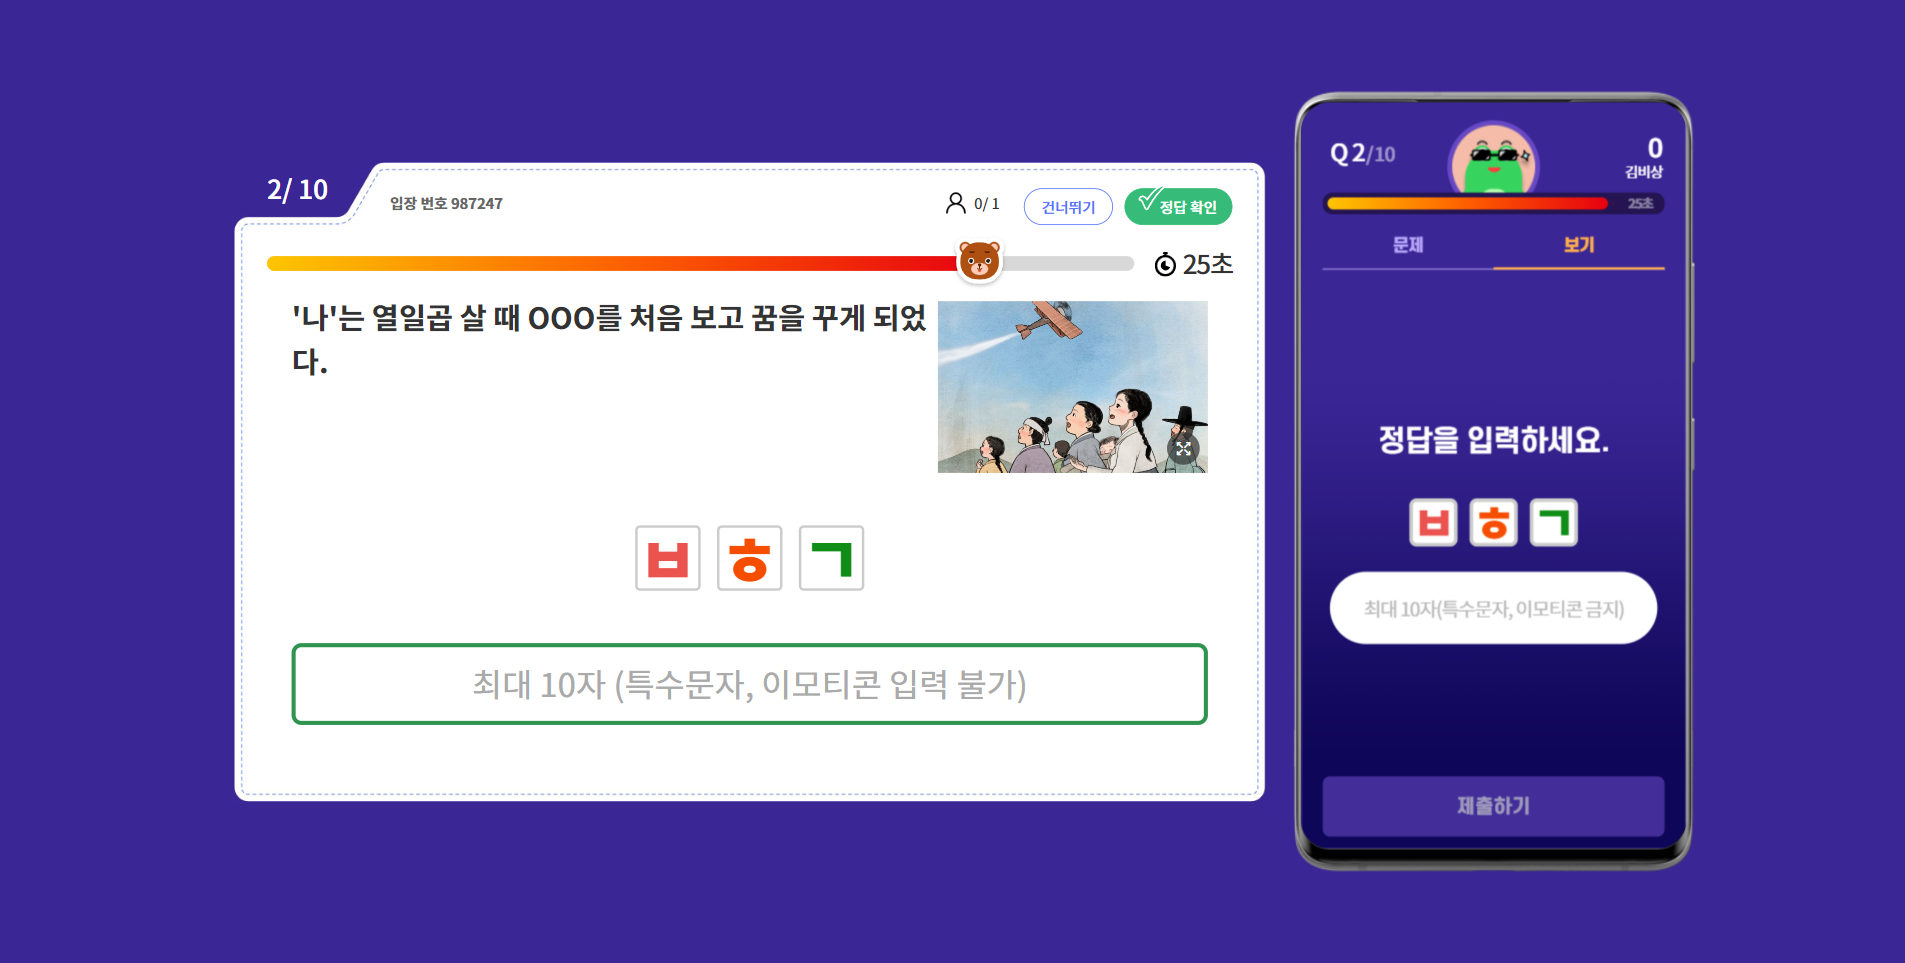 2/ 10
입장 번호 987247
0/ 1
건너뛰기
정답 확인
25초
'나'는 열일곱 살 때 OOO를 처음 보고 꿈을 꾸게 되었
다.
ㅂ ㅎ ㄱ
최대 10자 (특수문자, 이모티콘 입력 불가)
Q 2/10
0
김비상
25초
문제
보기
정답을 입력하세요.
ㅂ ㅎ ㄱ
최대 10자(특수문자, 이모티콘 금지)
제출하기